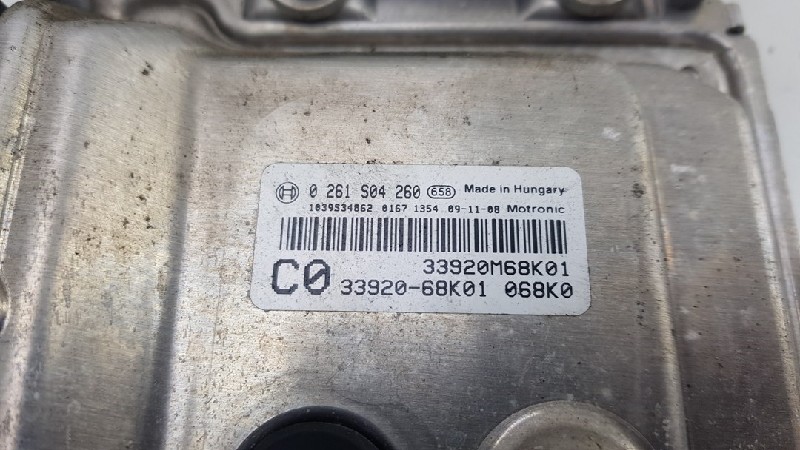 0 261 S04 260 658 Made in Hungary
1039S34862 0167 1354 09-11-08 Motronic
33920M68K01
C0 33920-68K01 068K0